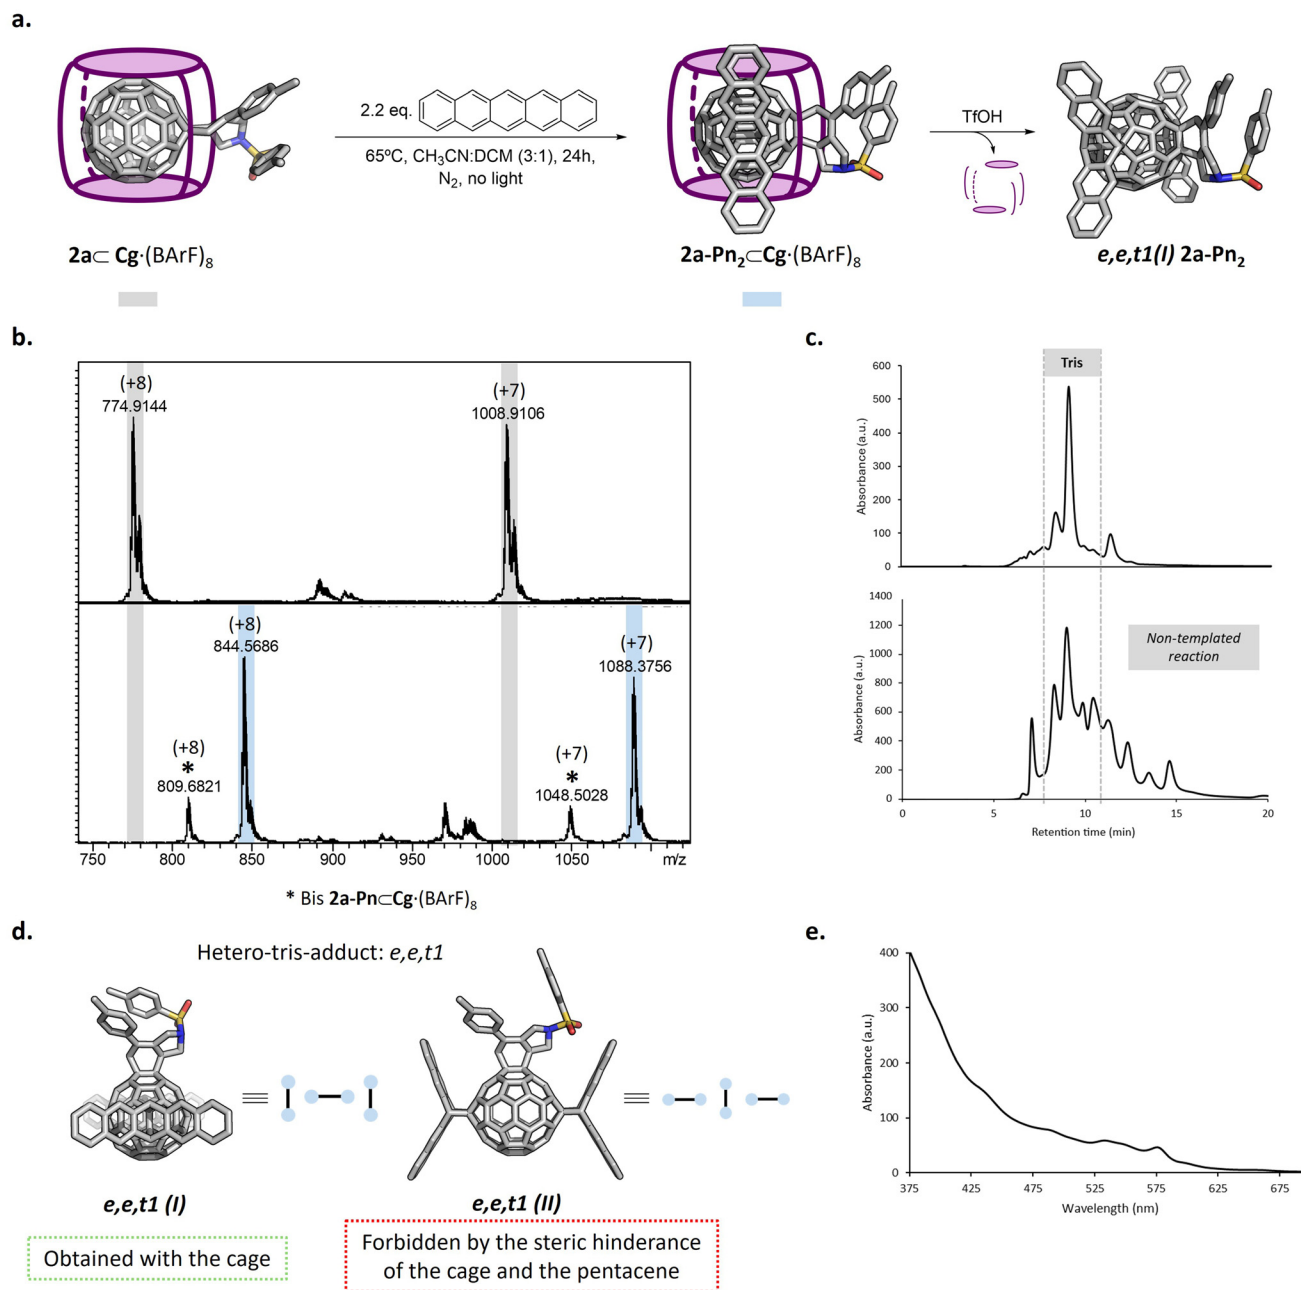 a.
2.2 eq.
65ºC, CH₃CN:DCM (3:1), 24h,
N₂, no light
TfOH
2a⊂ Cg·(BArF)₈
2a-Pn₂⊂Cg·(BArF)₈
e,e,t1(I) 2a-Pn₂
b.
(+8)
774.9144
(+7)
1008.9106
(+8)
844.5686
(+7)
1088.3756
(+8)
*
809.6821
(+7)
*
1048.5028
750 800 850 900 950 1000 1050 m/z
* Bis 2a-Pn⊂Cg·(BArF)₈
c.
Tris
600
500
400
300
200
100
0
0
5
10
15
20
Absorbance (a.u.)
1400
1200
1000
800
600
400
200
0
Absorbance (a.u.)
Non-templated
reaction
0 5 10 15 20
Retention time (min)
d.
Hetero-tris-adduct: e,e,t1
e,e,t1 (I)
e,e,t1 (II)
Obtained with the cage
Forbidden by the steric hinderance
of the cage and the pentacene
e.
400
300
200
100
0
Absorbance (a.u.)
375 425 475 525 575 625 675
Wavelength (nm)